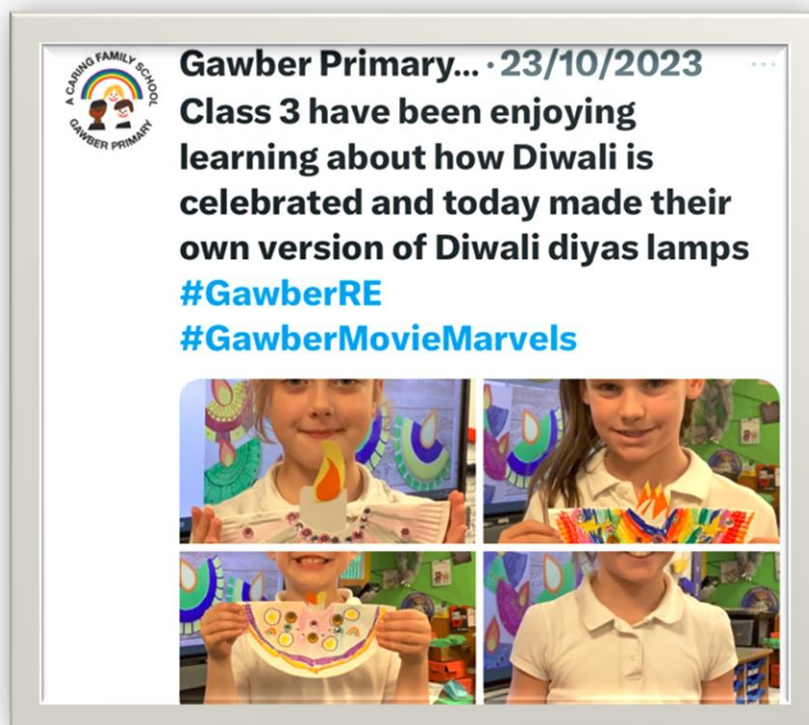 A CARING FAMILY SCHOOL
GAWBER PRIMARY
Gawber Primary... · 23/10/2023
Class 3 have been enjoying
learning about how Diwali is
celebrated and today made their
own version of Diwali diyas lamps
#GawberRE
#GawberMovieMarvels